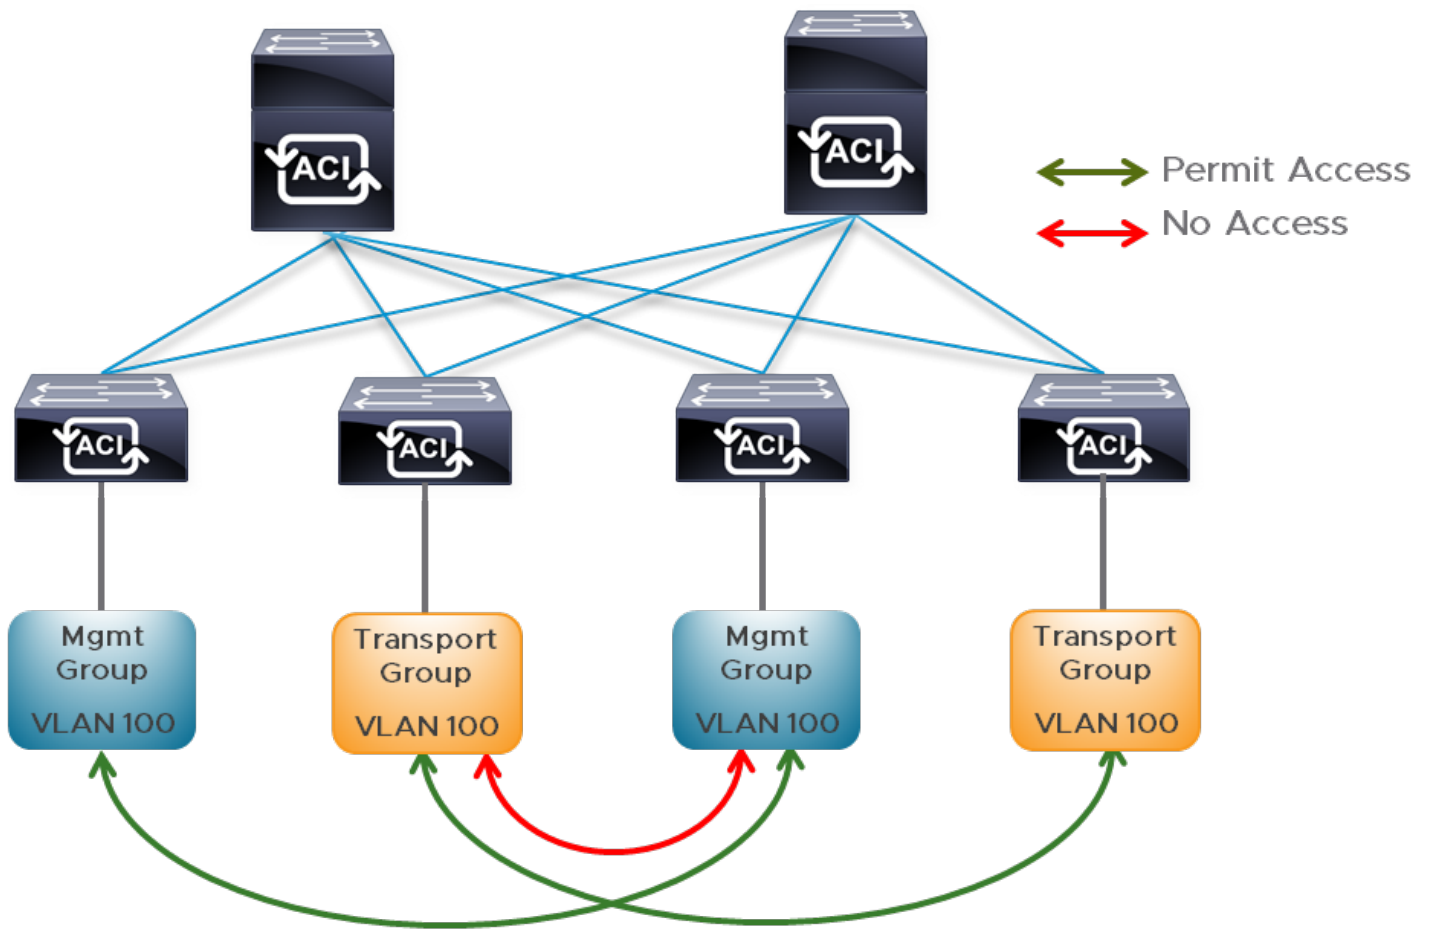 ACI
ACI
Permit Access
No Access
ACI
ACI
ACI
ACI
Mgmt
Group
VLAN 100
Transport
Group
VLAN 100
Mgmt
Group
VLAN 100
Transport
Group
VLAN 100